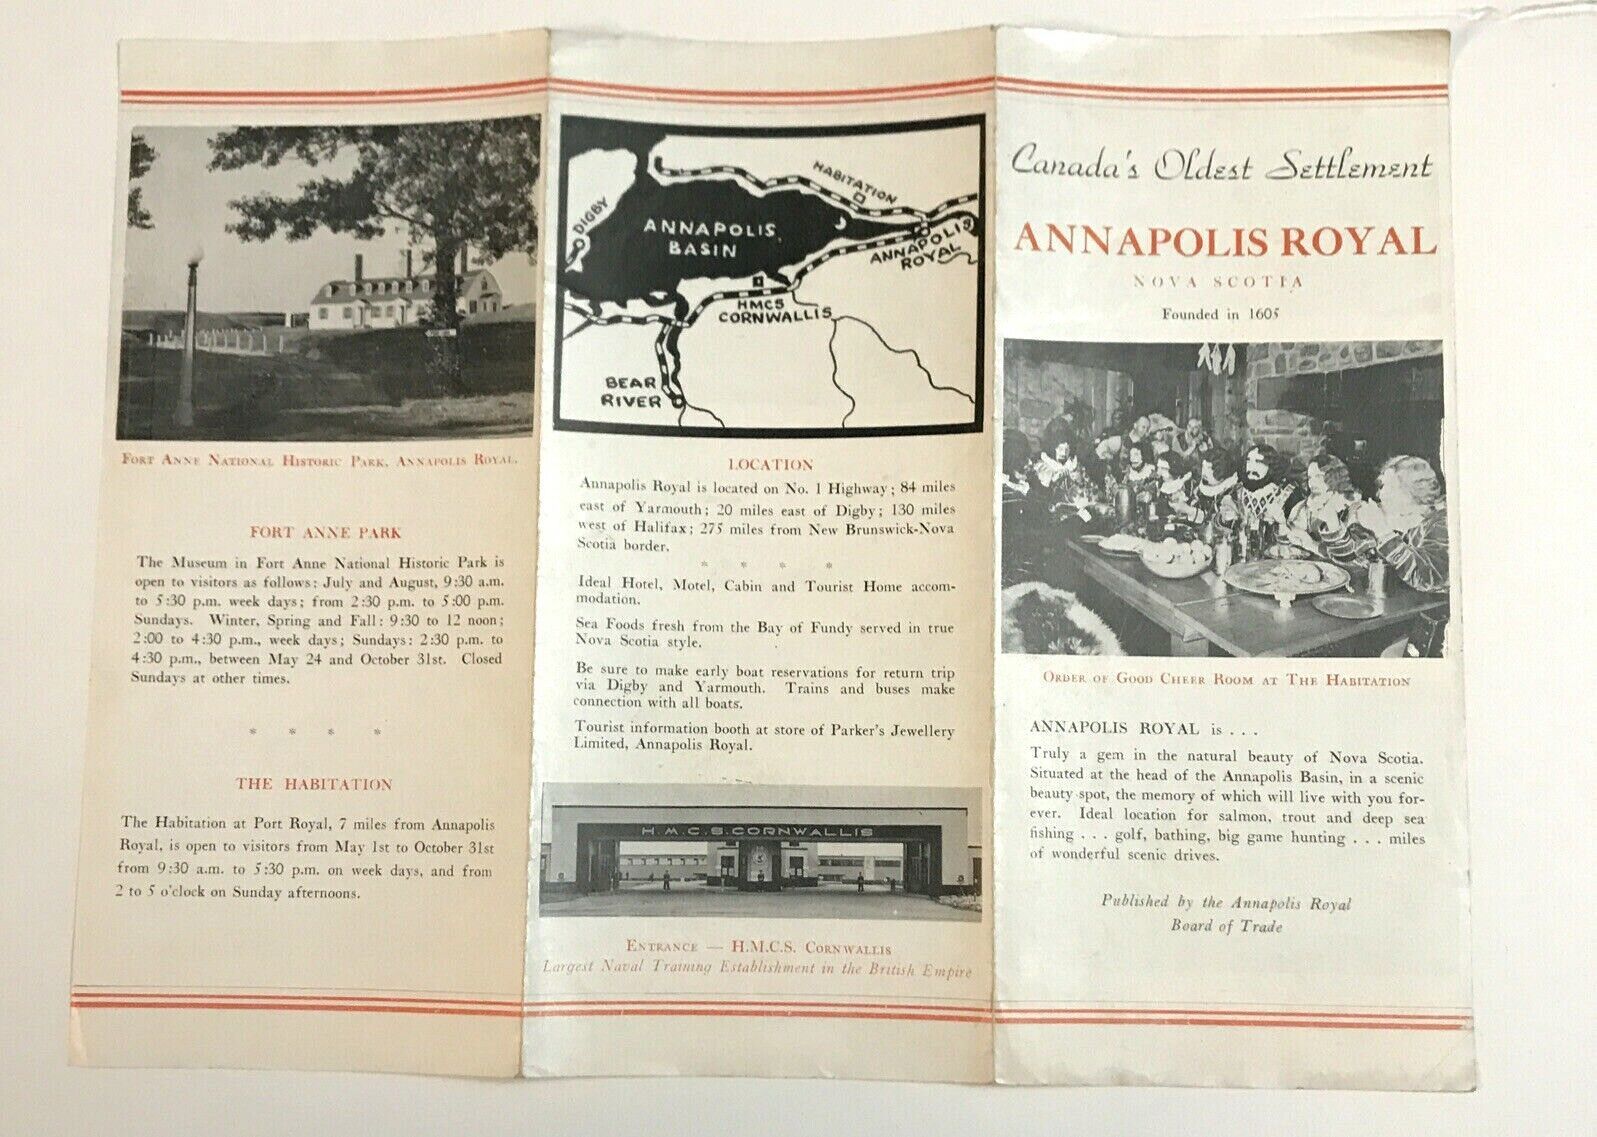 FORT ANNE NATIONAL HISTORIC PARK, ANNAPOLIS ROYAL.
FORT ANNE PARK
The Museum in Fort Anne National Historic Park is
open to visitors as follows: July and August, 9:30 a.m.
to 5:30 p.m. week days; from 2:30 p.m. to 5:00 p.m.
Sundays. Winter, Spring and Fall: 9:30 to 12 noon;
2:00 to 4:30 p.m., week days; Sundays: 2:30 p.m. to
4:30 p.m., between May 24 and October 31st. Closed
Sundays at other times.
* * * *
THE HABITATION
The Habitation at Port Royal, 7 miles from Annapolis
Royal, is open to visitors from May 1st to October 31st
from 9:30 a.m. to 5:30 p.m. on week days, and from
2 to 5 o'clock on Sunday afternoons.
DIGBY
ANNAPOLIS
BASIN
HABITATION
ANNAPOLIS
ROYAL
HMCS
CORNWALLIS
BEAR
RIVER
LOCATION
Annapolis Royal is located on No. 1 Highway; 84 miles
east of Yarmouth; 20 miles east of Digby; 130 miles
west of Halifax; 275 miles from New Brunswick-Nova
Scotia border.
* * * *
Ideal Hotel, Motel, Cabin and Tourist Home accom-
modation.
Sea Foods fresh from the Bay of Fundy served in true
Nova Scotia style.
Be sure to make early boat reservations for return trip
via Digby and Yarmouth. Trains and buses make
connection with all boats.
Tourist information booth at store of Parker's Jewellery
Limited, Annapolis Royal.
H.M.C.S. CORNWALLIS
ENTRANCE — H.M.C.S. CORNWALLIS
Largest Naval Training Establishment in the British Empire
Canada's Oldest Settlement
ANNAPOLIS ROYAL
NOVA SCOTIA
Founded in 1605
ORDER OF GOOD CHEER ROOM AT THE HABITATION
ANNAPOLIS ROYAL is . . .
Truly a gem in the natural beauty of Nova Scotia.
Situated at the head of the Annapolis Basin, in a scenic
beauty spot, the memory of which will live with you for-
ever. Ideal location for salmon, trout and deep sea
fishing . . . golf, bathing, big game hunting . . . miles
of wonderful scenic drives.
Published by the Annapolis Royal
Board of Trade